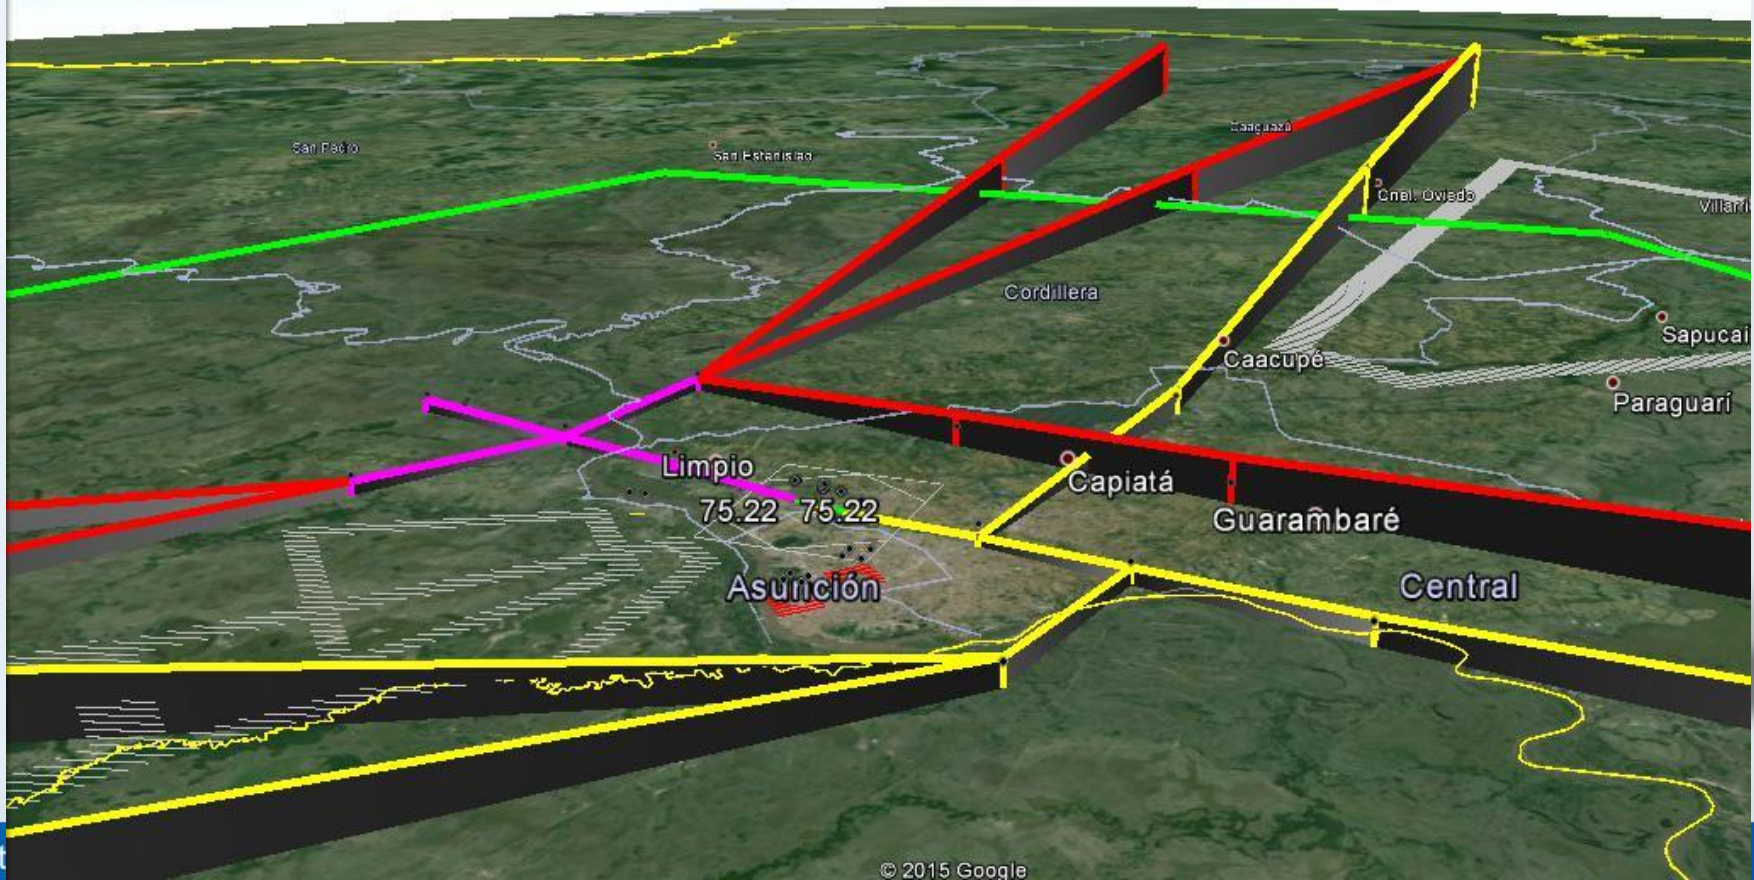 San Pedro
San Estanislao
Caaguazú
Cnel. Oviedo
Cordillera
Sapucai
Caacupé
Paraguarí
Limpio
Capiatá
75.22 75.22
Guarambaré
Asunción
Central
© 2015 Google